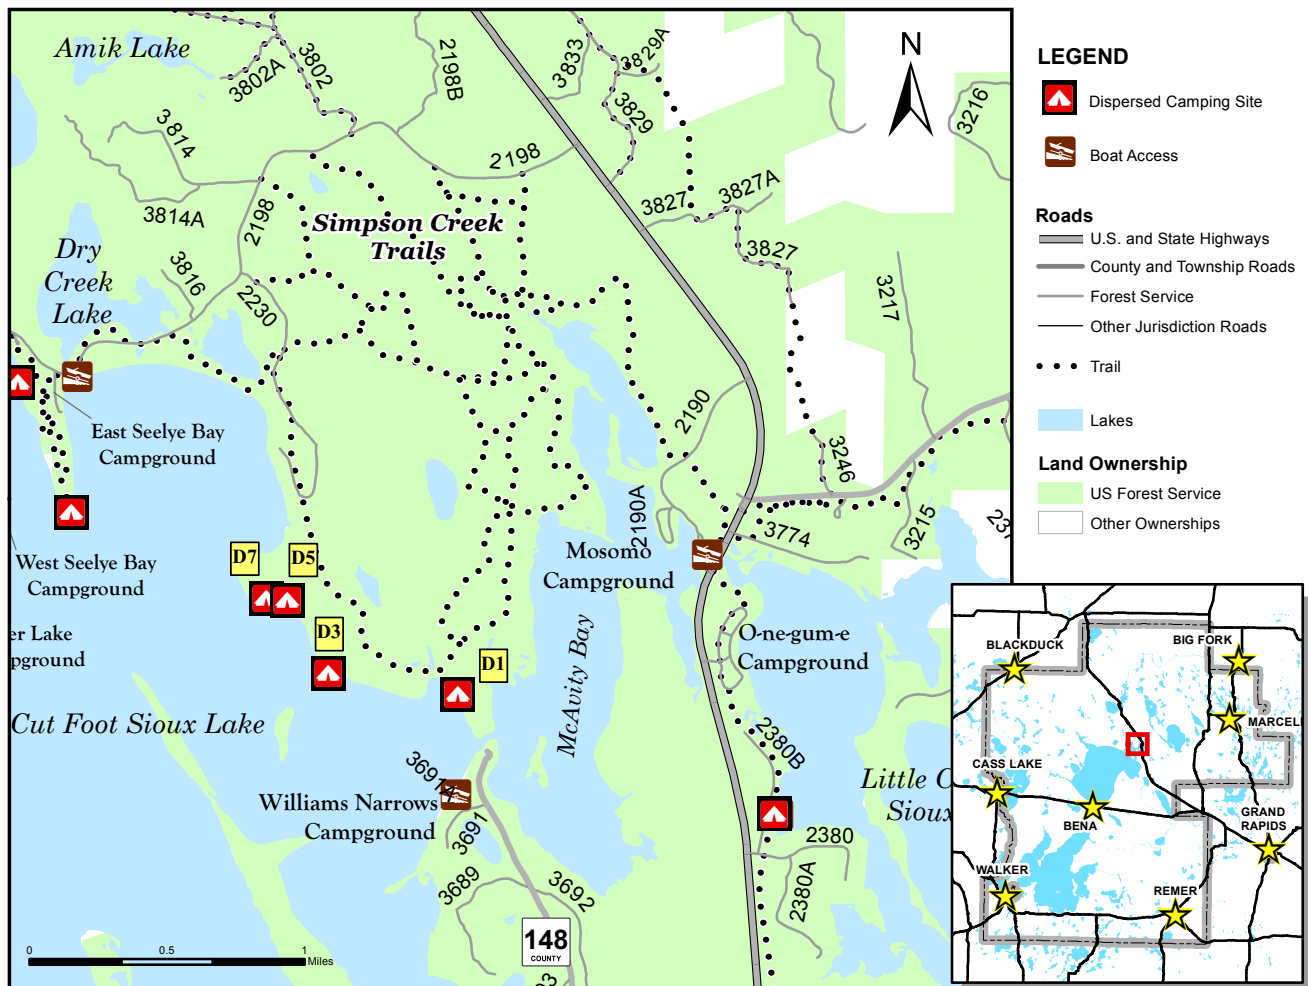 Amik Lake
3802A
3802
2198B
3833
3829A
3829
3216
N
3814
3814A
2198
2198
3827
3827A
3827
Simpson Creek
Trails
Dry
Creek
Lake
3816
2230
3217
2190
3246
East Seelye Bay
Campground
2190A
3215
3774
West Seelye Bay
Campground
Mosomo
Campground
D7
D5
D3
D1
er Lake
pground
O-ne-gum-e
Campground
McAvity Bay
Cut Foot Sioux Lake
2380B
Little C
Sioux
3697A
Williams Narrows
Campground
3691
3689
3692
2380
2380A
148
COUNTY
0
0.5
1
Miles
LEGEND
Dispersed Camping Site
Boat Access
Roads
U.S. and State Highways
County and Township Roads
Forest Service
Other Jurisdiction Roads
Trail
Lakes
Land Ownership
US Forest Service
Other Ownerships
BLACKDUCK
BIG FORK
MARCELL
CASS LAKE
BENA
GRAND
RAPIDS
WALKER
REMER